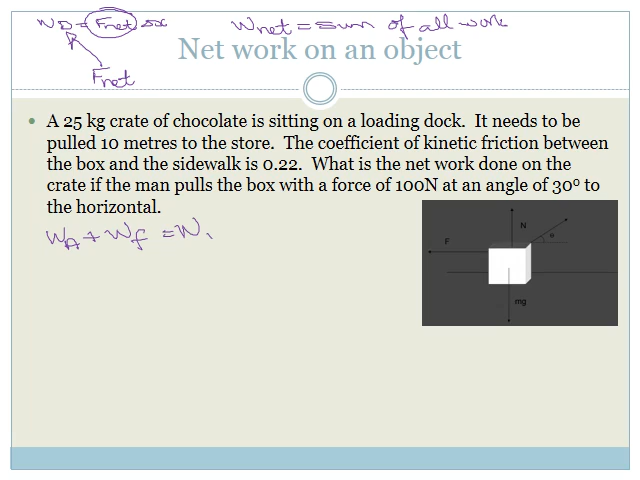 WD = Fnet Δx
Wnet = sum of all work
Fnet
Net work on an object
• A 25 kg crate of chocolate is sitting on a loading dock. It needs to be
pulled 10 metres to the store. The coefficient of kinetic friction between
the box and the sidewalk is 0.22. What is the net work done on the
crate if the man pulls the box with a force of 100N at an angle of 30º to
the horizontal.
WA + Wf = W
N
F
θ
mg